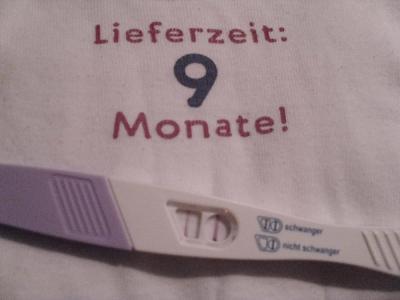 Lieferzeit:
9
Monate!
schwanger
nicht schwanger